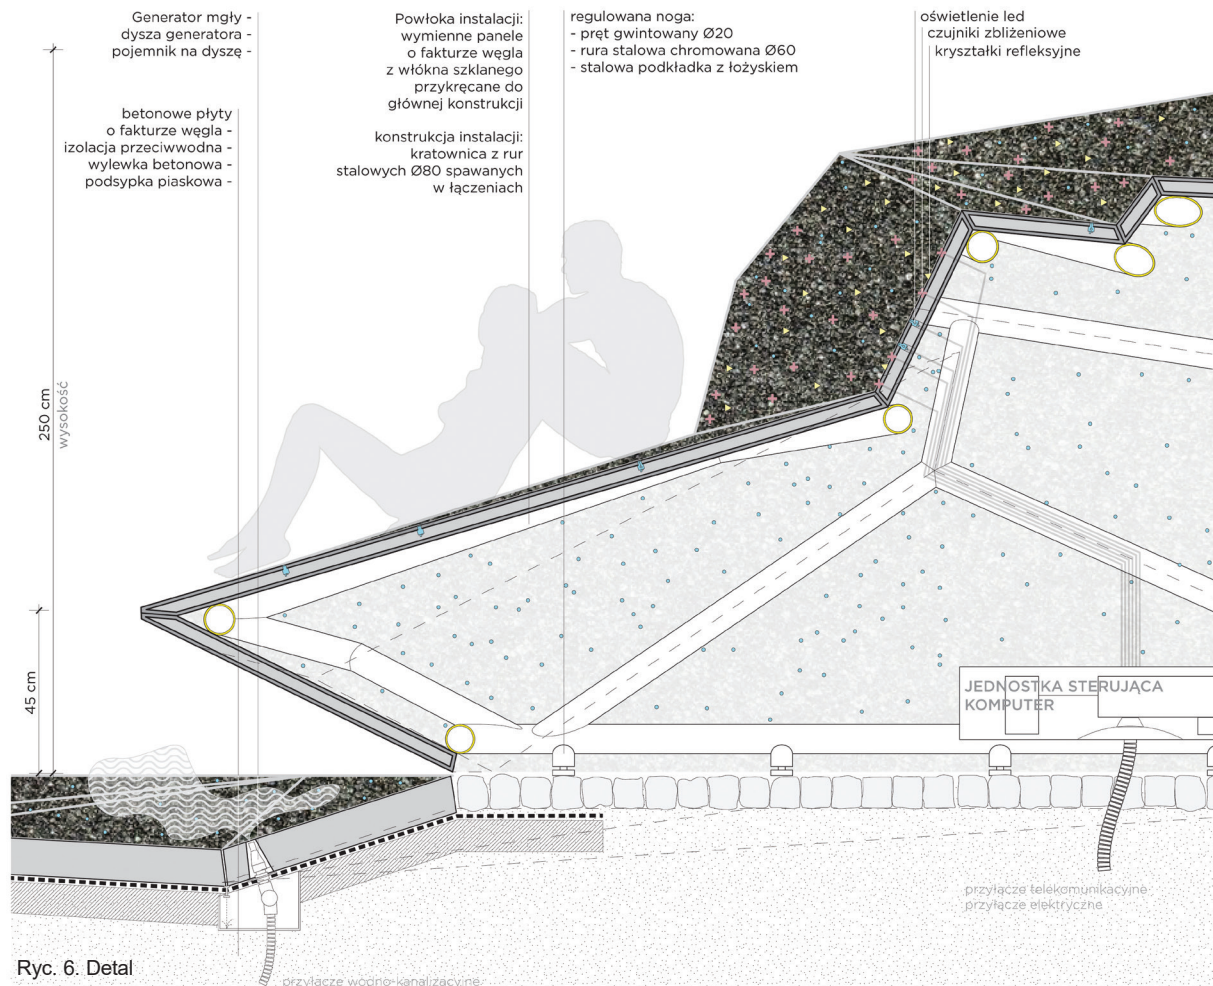 Generator mgły -
dysza generatora -
pojemnik na dyszę -
betonowe płyty
o fakturze węgla -
izolacja przeciwwodna -
wylewka betonowa -
podsypka piaskowa -
Powłoka instalacji:
wymienne panele
o fakturze węgla
z włókna szklanego
przykręcane do
głównej konstrukcji
konstrukcja instalacji:
kratownica z rur
stalowych Ø80 spawanych
w łączeniach
regulowana noga:
- pręt gwintowany Ø20
- rura stalowa chromowana Ø60
- stalowa podkładka z łożyskiem
oświetlenie led
czujniki zbliżeniowe
kryształki refleksyjne
250 cm
wysokość
45 cm
JEDNOSTKA STERUJĄCA
KOMPUTER
przyłącze telekomunikacyjne
przyłącze elektryczne
przyłącze wodno-kanalizacyjne
Ryc. 6. Detal